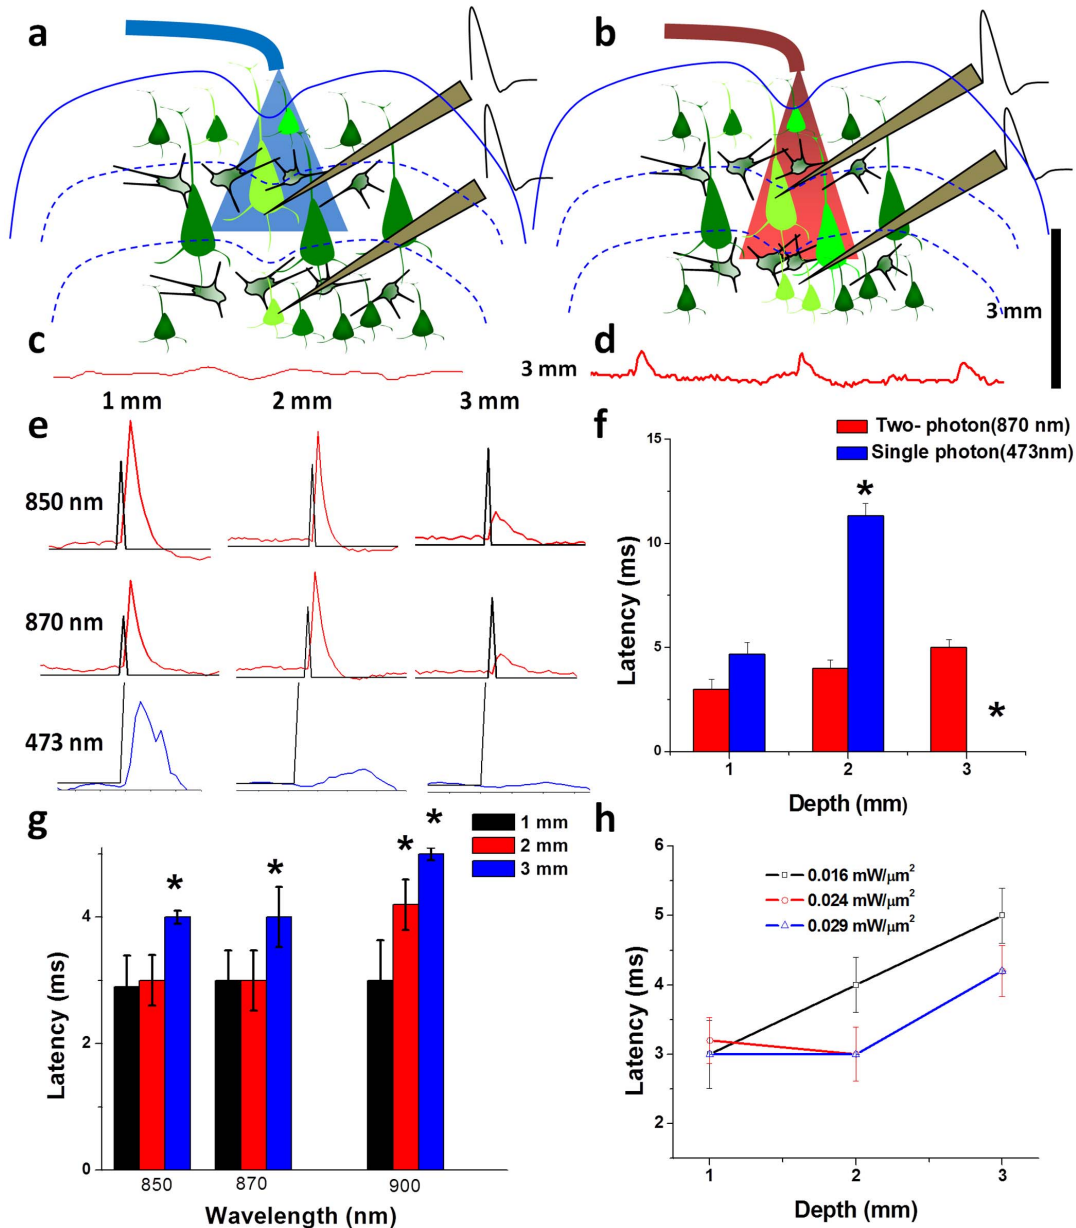 a
b
3 mm
c
d
3 mm
1 mm 2 mm 3 mm
e
850 nm
870 nm
473 nm
f
Two- photon(870 nm)
Single photon(473nm)
15
10
5
0
Latency (ms)
*
*
1 2 3
Depth (mm)
g
1 mm
2 mm
3 mm
* * * *
4
2
0
Latency (ms)
850 870 900
Wavelength (nm)
h
0.016 mW/μm²
0.024 mW/μm²
0.029 mW/μm²
6
5
4
3
2
Latency (ms)
1 2 3
Depth (mm)